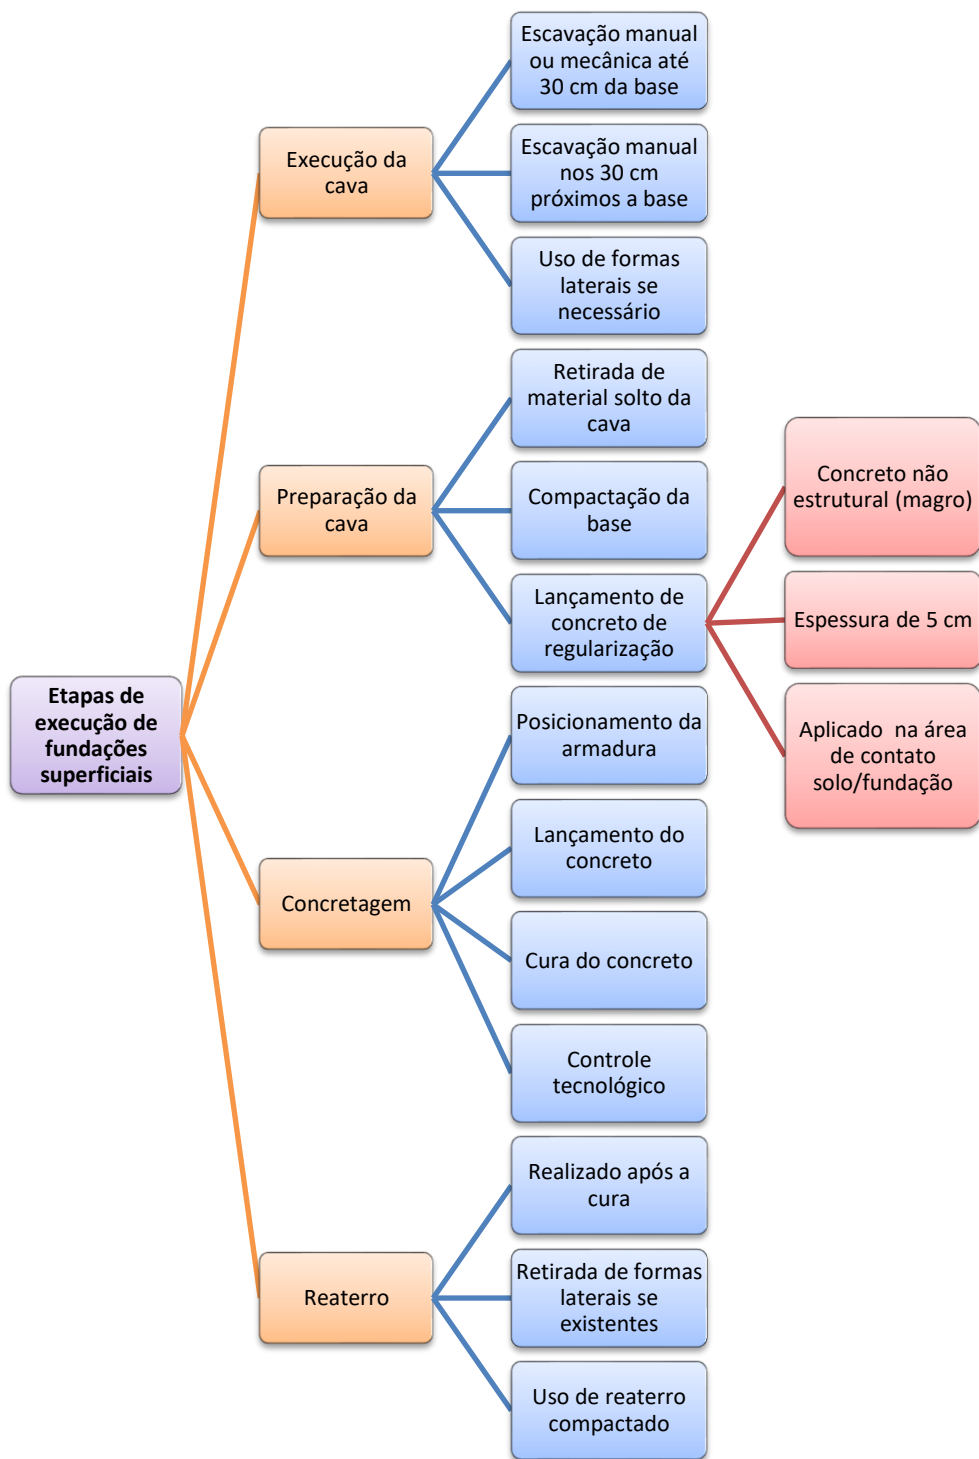 Etapas de
execução de
fundações
superficiais
Execução da
cava
Escavação manual
ou mecânica até
30 cm da base
Escavação manual
nos 30 cm
próximos a base
Uso de formas
laterais se
necessário
Preparação da
cava
Retirada de
material solto da
cava
Compactação da
base
Lançamento de
concreto de
regularização
Concreto não
estrutural (magro)
Espessura de 5 cm
Aplicado  na área
de contato
solo/fundação
Concretagem
Posicionamento da
armadura
Lançamento do
concreto
Cura do concreto
Controle
tecnológico
Reaterro
Realizado após a
cura
Retirada de formas
laterais se
existentes
Uso de reaterro
compactado